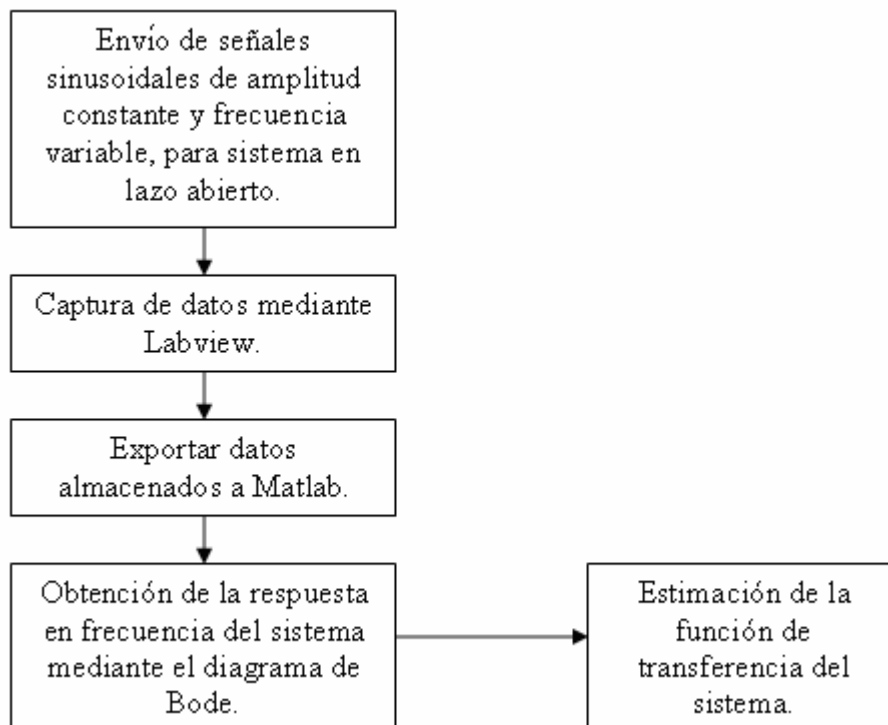 Envío de señales
sinusoidales de amplitud
constante y frecuencia
variable, para sistema en
lazo abierto.
Captura de datos mediante
Labview.
Exportar datos
almacenados a Matlab.
Obtención de la respuesta
en frecuencia del sistema
mediante el diagrama de
Bode.
Estimación de la
función de
transferencia del
sistema.